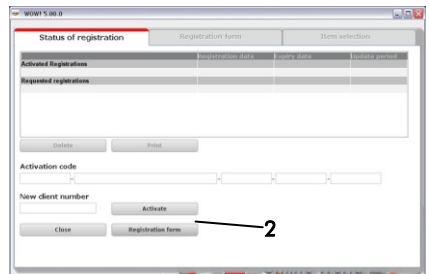 WOW! 5.00.0
Status of registration Registration form Item selection
Registration date Expiry date Update period
Activated Registrations
Requested registrations
Delete Print
Activation code
- - - -
New client number
Activate
2
Close Registration form